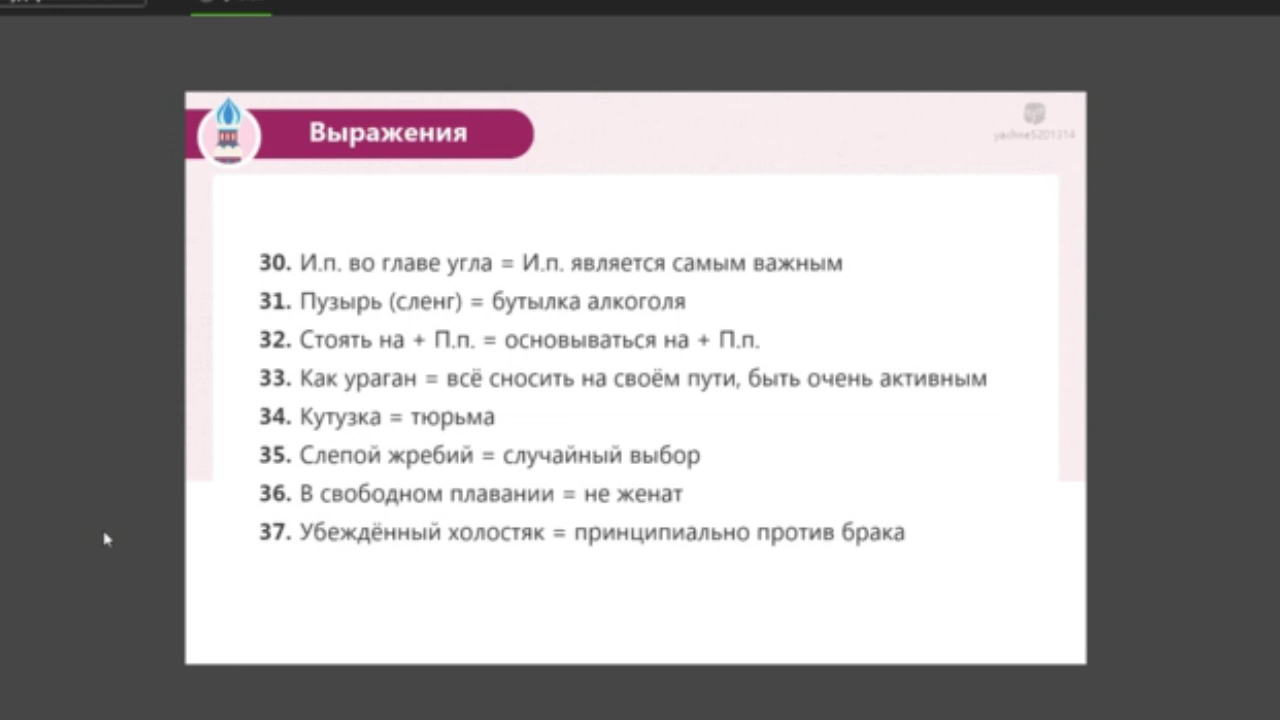 Выражения
30. И.п. во главе угла = И.п. является самым важным
31. Пузырь (сленг) = бутылка алкоголя
32. Стоять на + П.п. = основываться на + П.п.
33. Как ураган = всё сносить на своём пути, быть очень активным
34. Кутузка = тюрьма
35. Слепой жребий = случайный выбор
36. В свободном плавании = не женат
37. Убеждённый холостяк = принципиально против брака